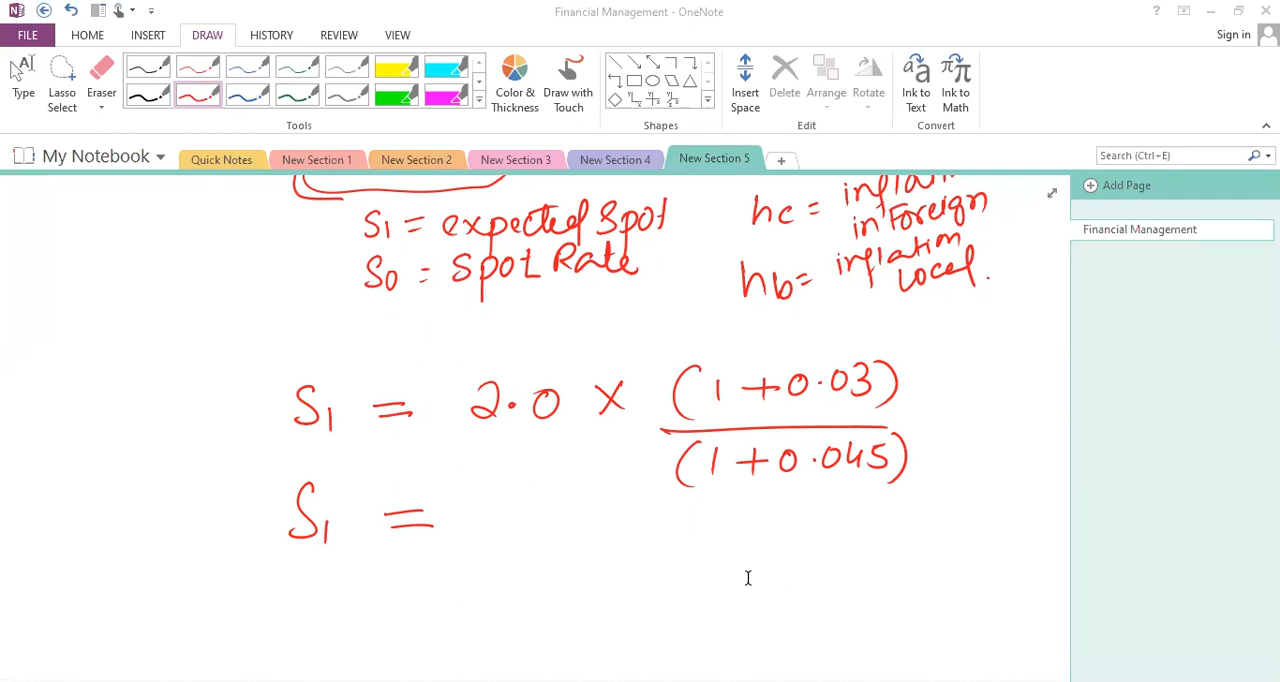 Financial Management - OneNote
?
FILE HOME INSERT DRAW HISTORY REVIEW VIEW
Sign in
Type
Lasso Select
Eraser
Color & Thickness
Draw with Touch
Insert Space
Delete
Arrange
Rotate
Ink to Text
Ink to Math
Tools
Shapes
Edit
Convert
My Notebook
Quick Notes
New Section 1
New Section 2
New Section 3
New Section 4
New Section 5
Search (Ctrl+E)
Add Page
Financial Management
S1 = expected Spot
S0 = Spot Rate
hc = inflation
in Foreign
hb = inflation
local.
S1 = 2.0 × (1 + 0.03)
(1 + 0.045)
S1 =